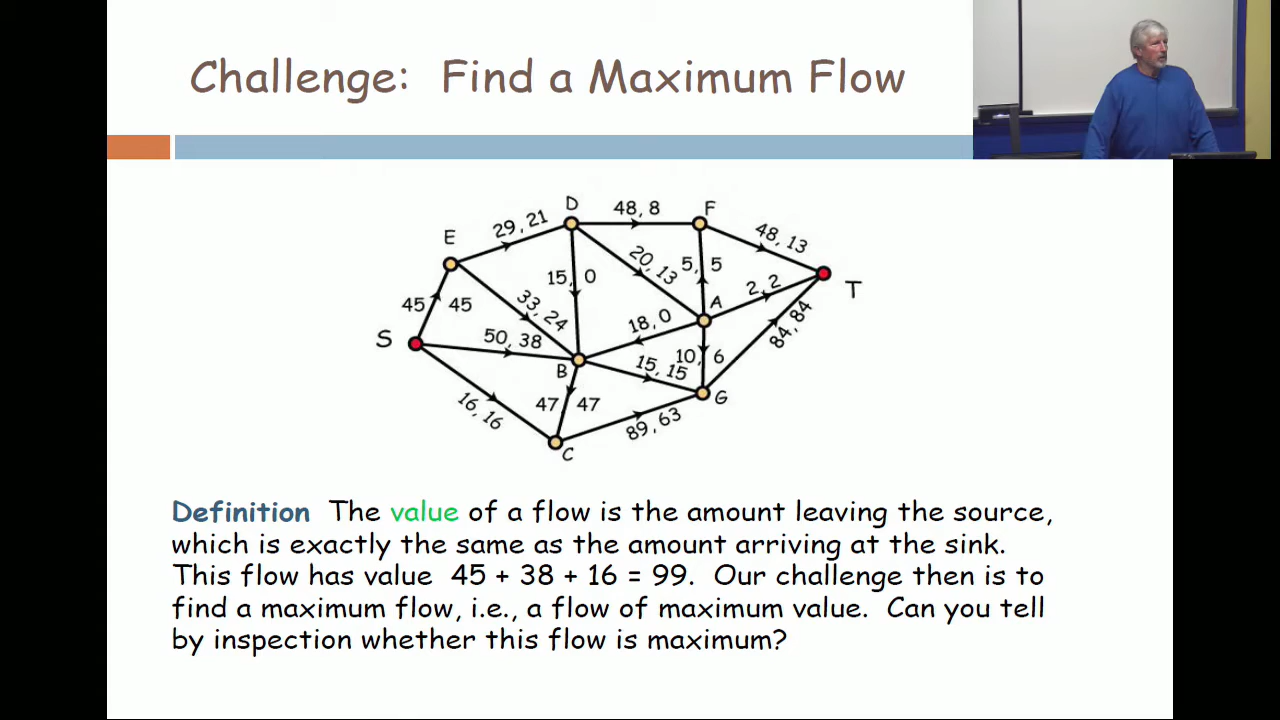 Challenge: Find a Maximum Flow
D
48, 8
F
29, 21
48, 13
E
20, 13
5, 5
15, 0
2, 2
T
A
45 45
33, 24
18, 0
84, 84
S
50, 38
10, 6
B
15, 15
G
16, 16
47 47
89, 63
C
Definition The value of a flow is the amount leaving the source,
which is exactly the same as the amount arriving at the sink.
This flow has value 45 + 38 + 16 = 99. Our challenge then is to
find a maximum flow, i.e., a flow of maximum value. Can you tell
by inspection whether this flow is maximum?